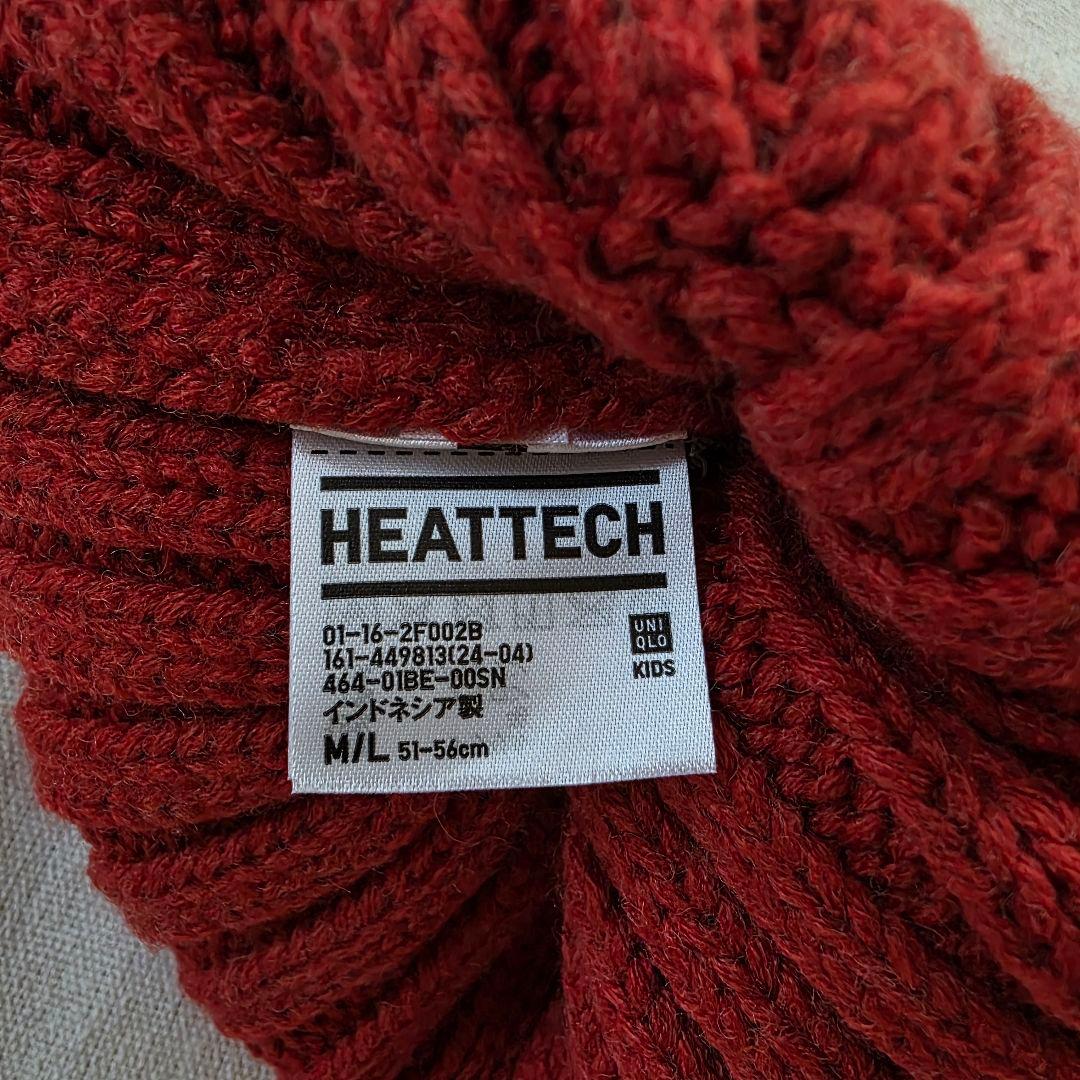 HEATTECH
01-16-2F002B
161-449813(24-04)
464-01BE-00SN
インドネシア製
M/L 51-56cm
UNI
QLO
KIDS